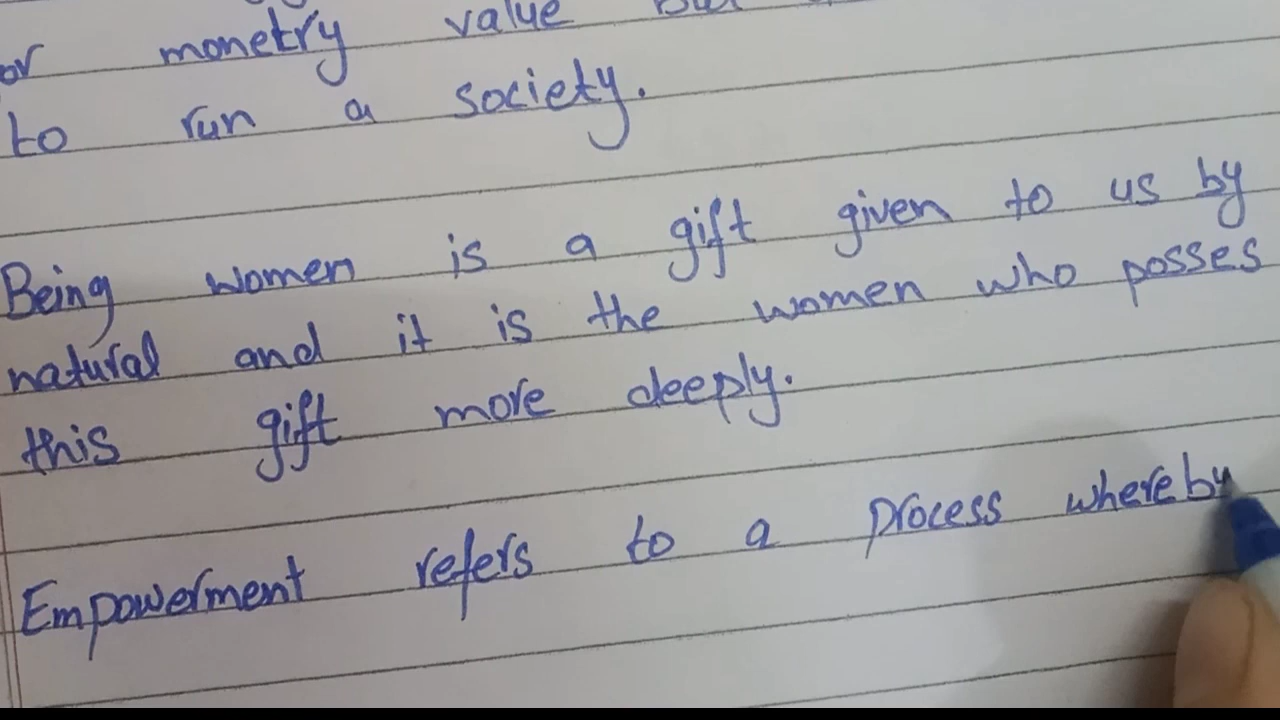 or monetry value but
to run a society.
Being women is a gift given to us by
natural and it is the women who posses
this gift more deeply.
Empowerment refers to a process whereby